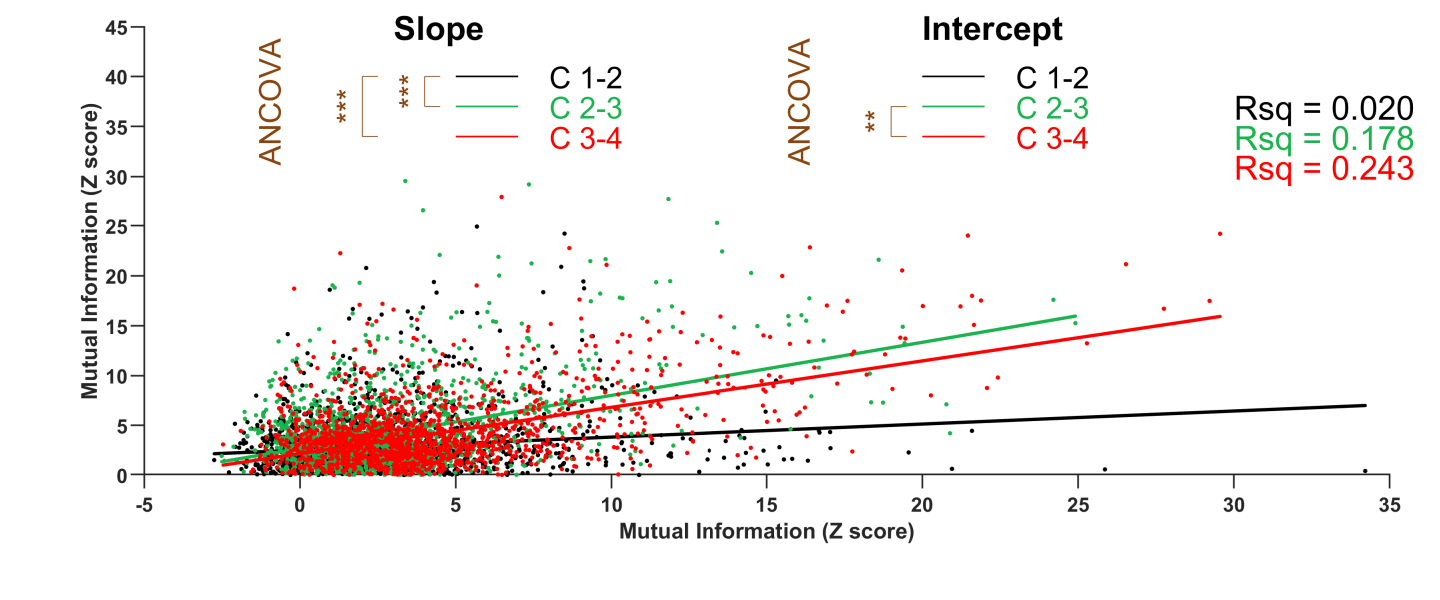 Slope
Intercept
ANCOVA
***
***
C 1-2
C 2-3
C 3-4
ANCOVA
**
C 1-2
C 2-3
C 3-4
Rsq = 0.020
Rsq = 0.178
Rsq = 0.243
Mutual Information (Z score)
45
40
35
30
25
20
15
10
5
0
-5 0 5 10 15 20 25 30 35
Mutual Information (Z score)